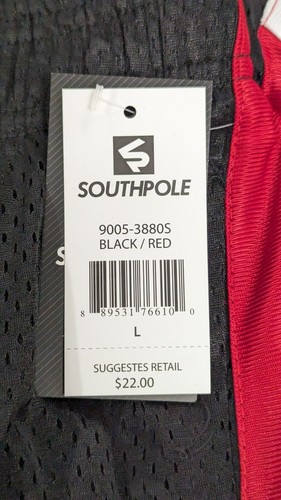 SOUTHPOLE
9005-3880S
BLACK / RED
8 89531 76610 0
L
SUGGESTES RETAIL
$22.00
S